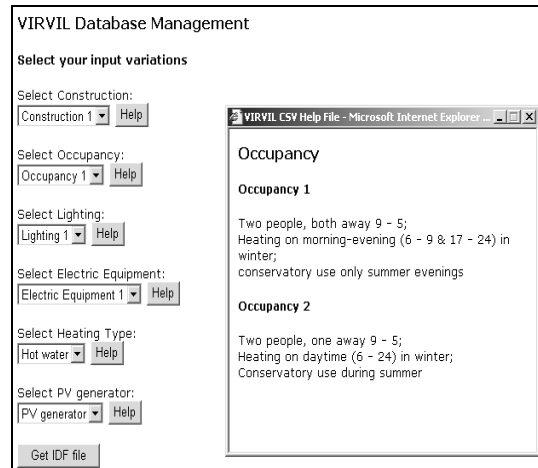 VIRVIL Database Management
Select your input variations
Select Construction:
Construction 1 Help
Select Occupancy:
Occupancy 1 Help
Select Lighting:
Lighting 1 Help
Select Electric Equipment:
Electric Equipment 1 Help
Select Heating Type:
Hot water Help
Select PV generator:
PV generator Help
Get IDF file
VIRVIL CSV Help File - Microsoft Internet Explorer ...
Occupancy
Occupancy 1
Two people, both away 9 - 5;
Heating on morning-evening (6 - 9 & 17 - 24) in
winter;
conservatory use only summer evenings
Occupancy 2
Two people, one away 9 - 5;
Heating on daytime (6 - 24) in winter;
Conservatory use during summer